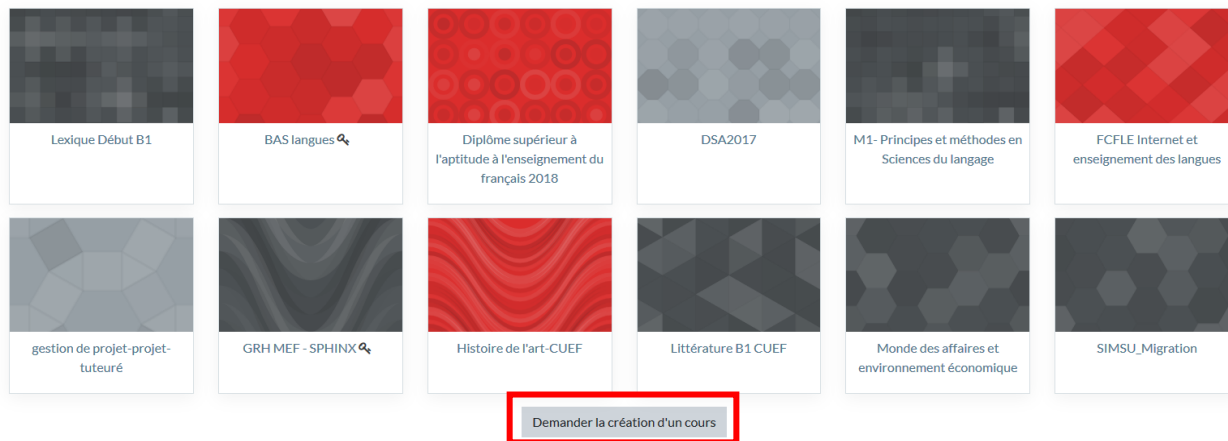 Lexique Début B1
BAS langues
Diplôme supérieur à
l'aptitude à l'enseignement du
français 2018
DSA2017
M1- Principes et méthodes en
Sciences du langage
FCFLE Internet et
enseignement des langues
gestion de projet-projet-
tuteuré
GRH MEF - SPHINX
Histoire de l'art-CUEF
Littérature B1 CUEF
Monde des affaires et
environnement économique
SIMSU_Migration
Demander la création d'un cours